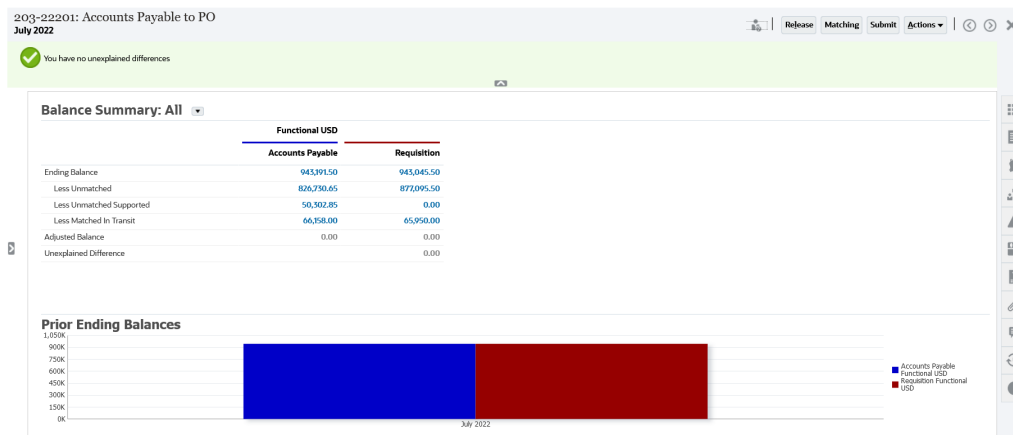 203-22201: Accounts Payable to PO
July 2022
Release Matching Submit Actions
You have no unexplained differences
Balance Summary: All
Functional USD
Accounts Payable Requisition
Ending Balance 943,191.50 943,045.50
Less Unmatched 826,730.65 877,095.50
Less Unmatched Supported 50,302.85 0.00
Less Matched In Transit 66,158.00 65,950.00
Adjusted Balance 0.00 0.00
Unexplained Difference 0.00
Prior Ending Balances
1,050K
900K
750K
600K
450K
300K
150K
0K
July 2022
Accounts Payable
Functional USD
Requisition Functional
USD